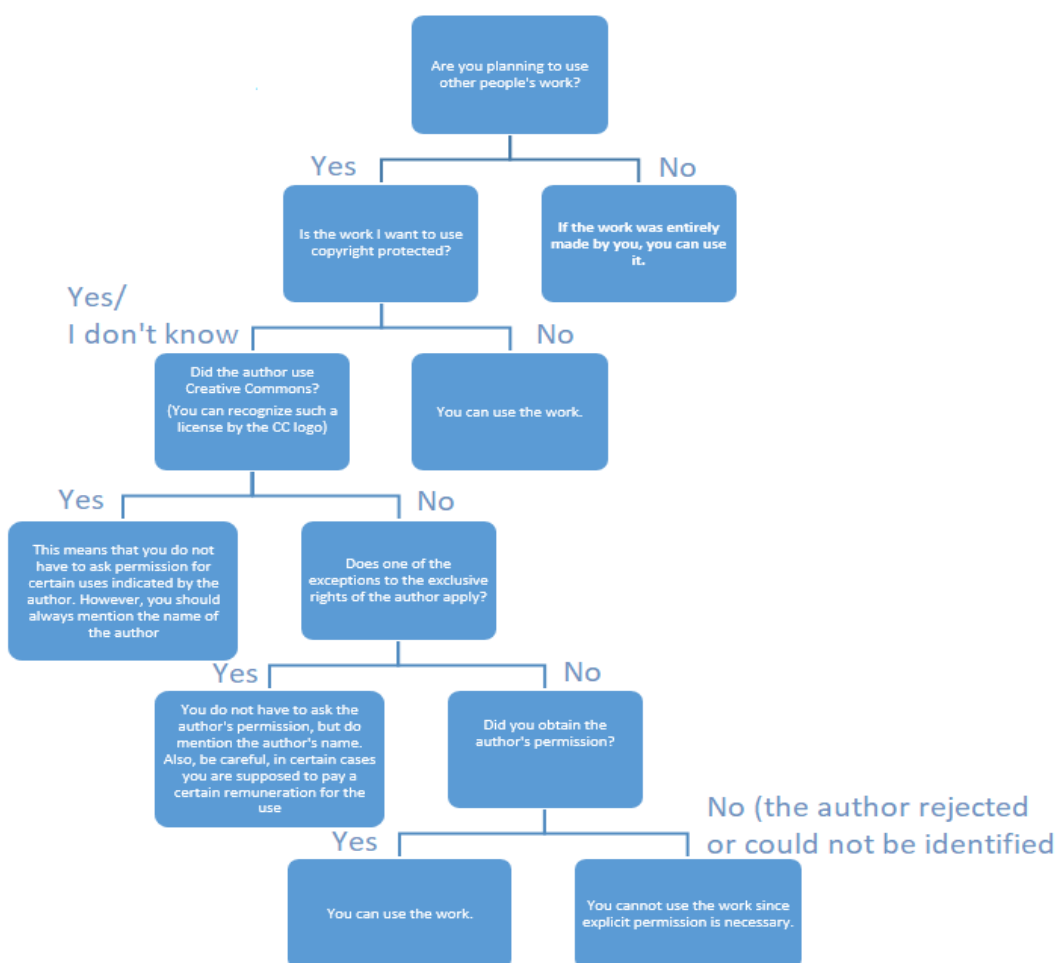 Are you planning to use
other people's work?
Yes
No
Is the work I want to use
copyright protected?
If the work was entirely
made by you, you can use
it.
Yes/
I don't know
No
Did the author use
Creative Commons?
(You can recognize such a
license by the CC logo)
You can use the work.
Yes
No
This means that you do not
have to ask permission for
certain uses indicated by the
author. However, you should
always mention the name of
the author
Does one of the
exceptions to the exclusive
rights of the author apply?
Yes
No
You do not have to ask the
author's permission, but do
mention the author's name.
Also, be careful, in certain cases
you are supposed to pay a
certain remuneration for the
use
Did you obtain the
author's permission?
Yes
No (the author rejected
or could not be identified
You can use the work.
You cannot use the work since
explicit permission is necessary.